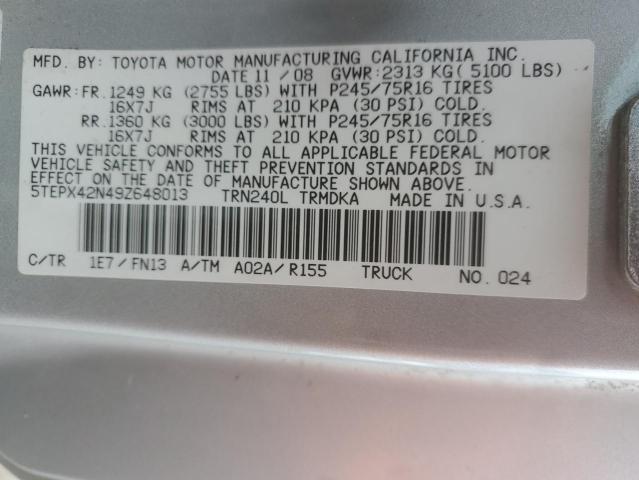 MFD. BY: TOYOTA MOTOR MANUFACTURING CALIFORNIA INC.
DATE 11 / 08 GVWR: 2313 KG( 5100 LBS)
GAWR: FR. 1249 KG (2755 LBS) WITH P245/75R16 TIRES
16X7J RIMS AT 210 KPA (30 PSI) COLD.
RR. 1360 KG (3000 LBS) WITH P245/75R16 TIRES
16X7J RIMS AT 210 KPA (30 PSI) COLD.
THIS VEHICLE CONFORMS TO ALL APPLICABLE FEDERAL MOTOR
VEHICLE SAFETY AND THEFT PREVENTION STANDARDS IN
EFFECT ON THE DATE OF MANUFACTURE SHOWN ABOVE.
5TEPX42N49Z648013 TRN240L TRMDKA MADE IN U.S.A.
C/TR 1E7 / FN13 A/TM A02A/ R155 TRUCK NO. 024